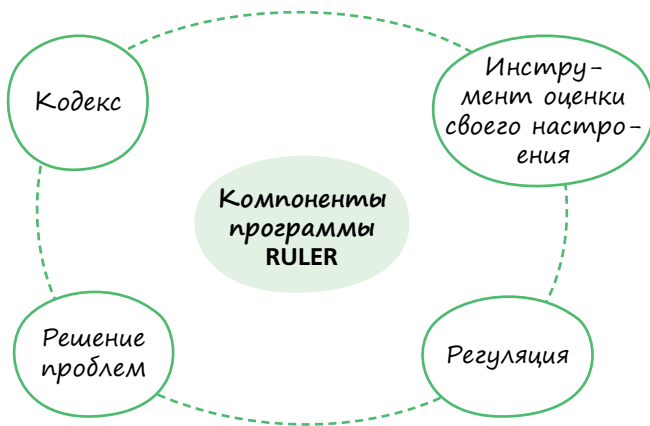 Кодекс
Инстру-
мент оценки
своего настро-
ения
Компоненты
программы
RULER
Решение
проблем
Регуляция